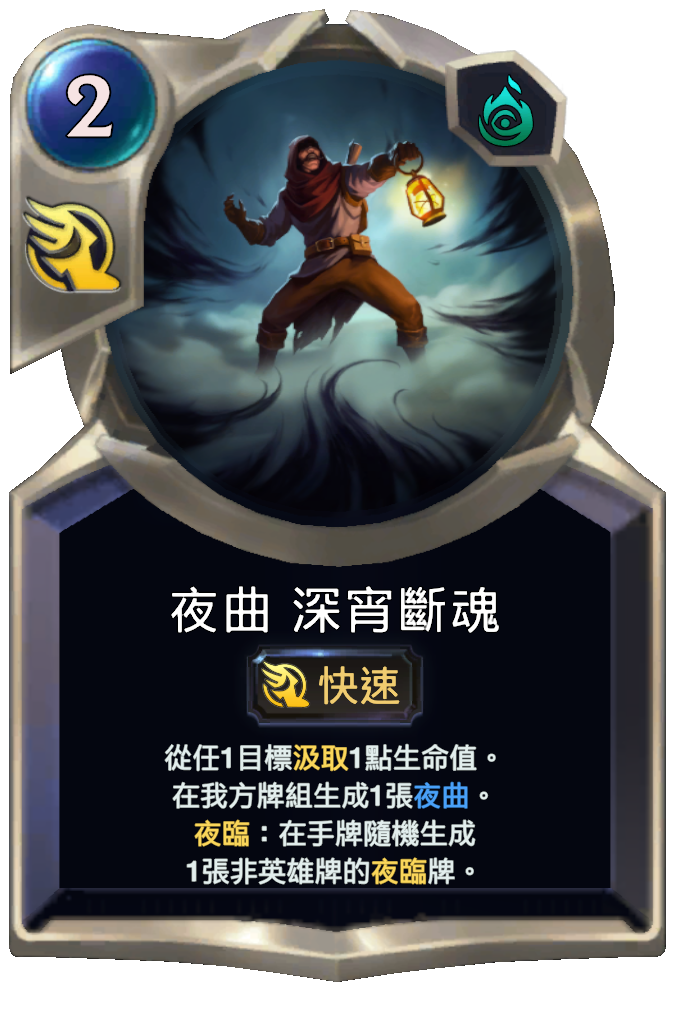 2
夜曲 深宵斷魂
快速
從任1目標汲取1點生命值。
在我方牌組生成1張夜曲。
夜臨：在手牌隨機生成
1張非英雄牌的夜臨牌。